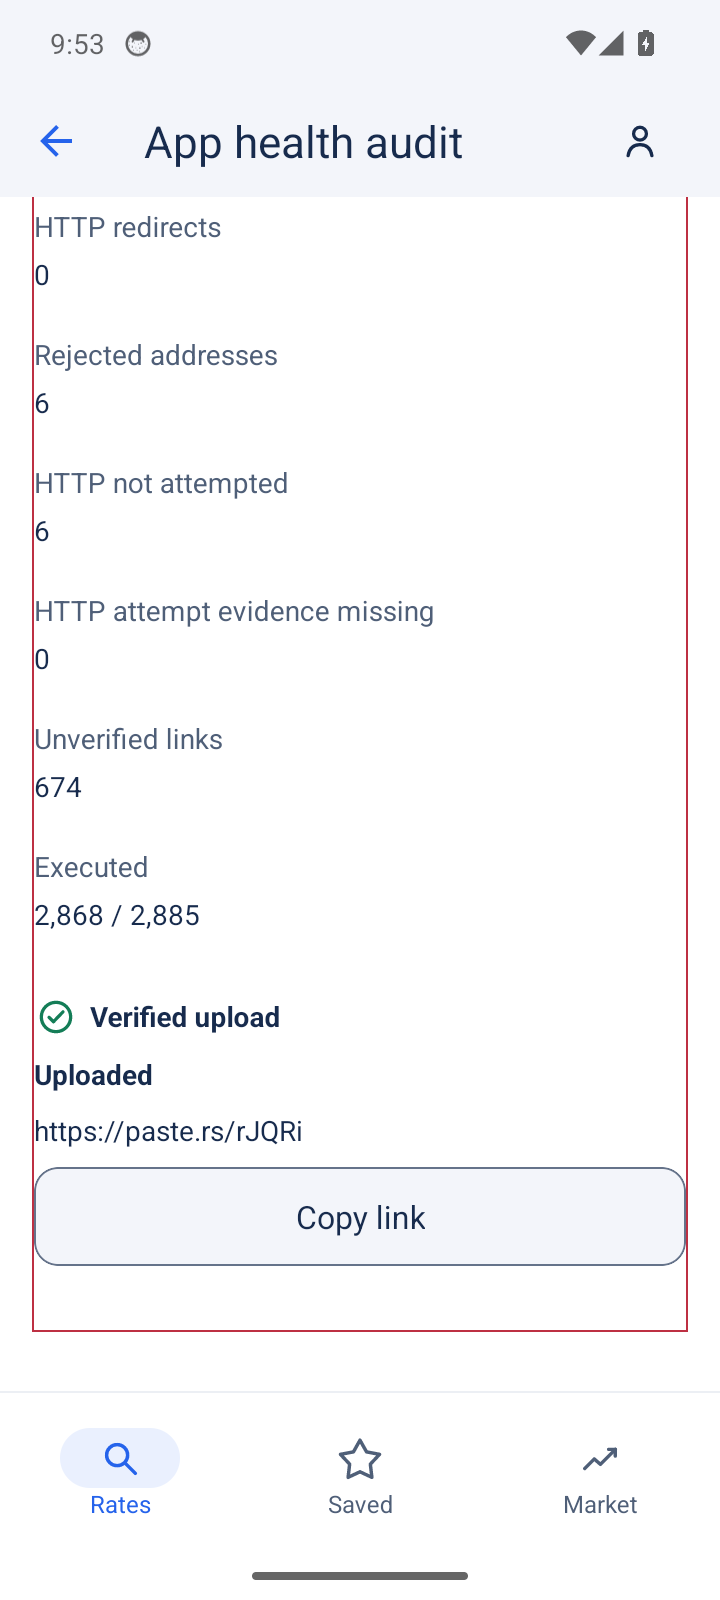 9:53
App health audit
HTTP redirects
0
Rejected addresses
6
HTTP not attempted
6
HTTP attempt evidence missing
0
Unverified links
674
Executed
2,868 / 2,885
Verified upload
Uploaded
https://paste.rs/rJQRi
Copy link
Rates
Saved
Market